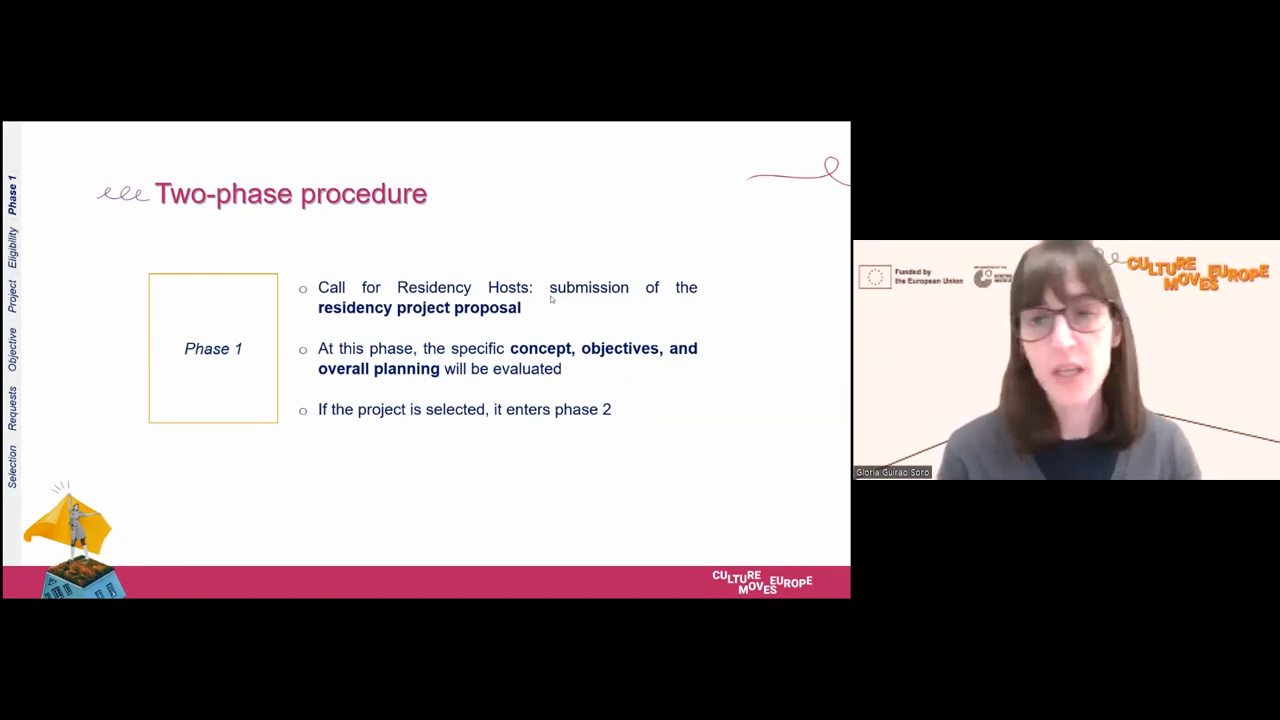 Two-phase procedure
Phase 1
Eligibility
Project
Objective
Requests
Selection
Phase 1
Call for Residency Hosts: submission of the
residency project proposal
At this phase, the specific concept, objectives, and
overall planning will be evaluated
If the project is selected, it enters phase 2
CULTURE
MOVES EUROPE
Funded by
the European Union
CULTURE
MOVES EUROPE
Gloria Guirao Soro